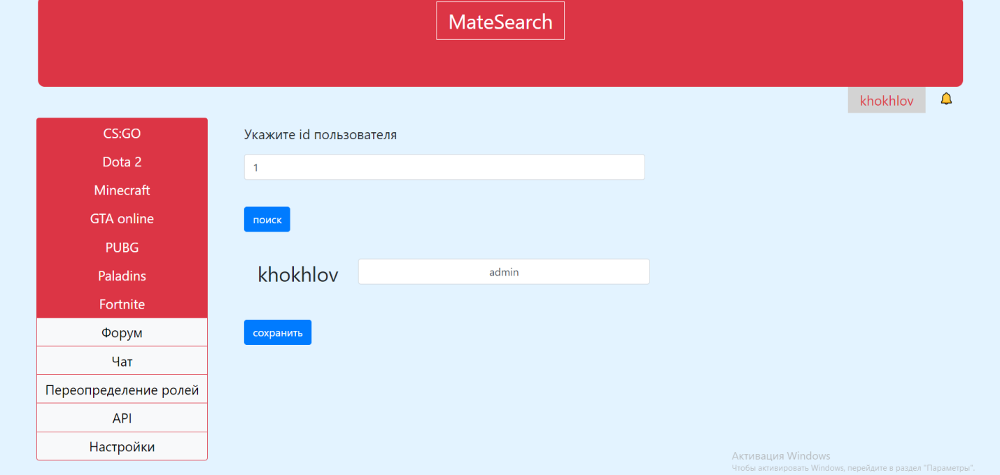 MateSearch
khokhlov
CS:GO
Dota 2
Minecraft
GTA online
PUBG
Paladins
Fortnite
Форум
Чат
Переопределение ролей
API
Настройки
Укажите id пользователя
1
поиск
khokhlov admin
сохранить
Активация Windows
Чтобы активировать Windows, перейдите в раздел "Параметры".